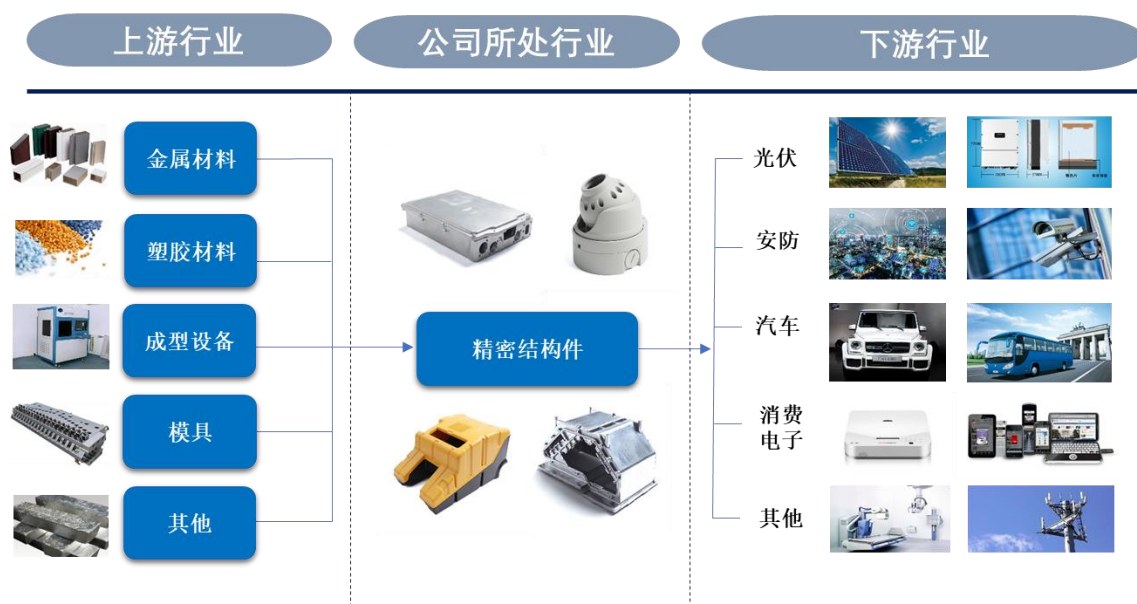 上游行业
公司所处行业
下游行业
金属材料
塑胶材料
成型设备
模具
其他
精密结构件
光伏
安防
汽车
消费
电子
其他